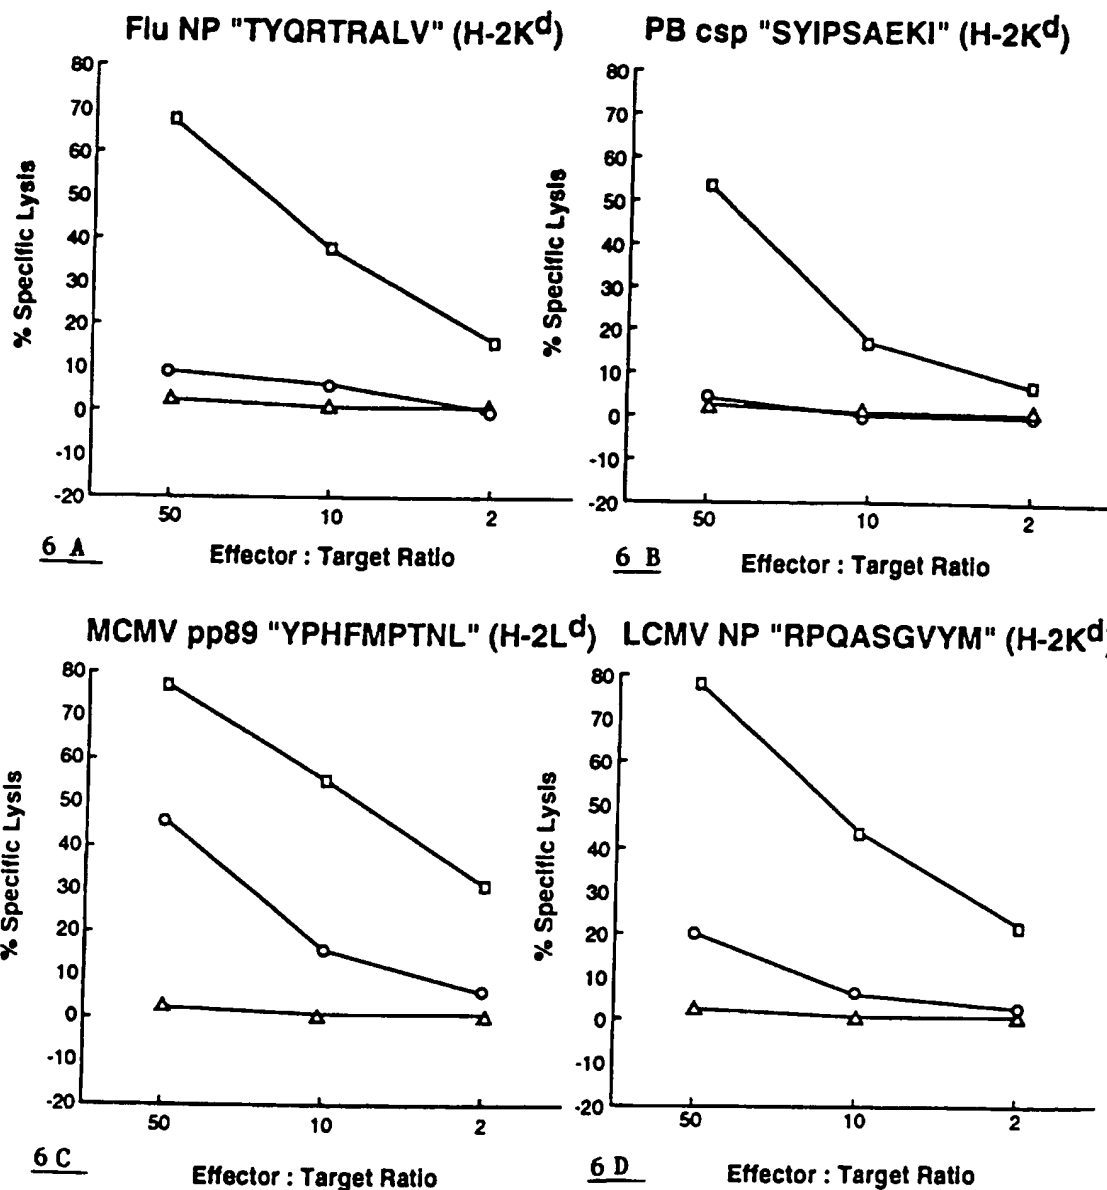 Flu NP "TYQRTRALV" (H-2Kd)
80
70
60
50
40
30
20
10
0
-10
-20
% Specific Lysis
50 10 2
6 A
Effector : Target Ratio
PB csp "SYIPSAEKI" (H-2Kd)
80
70
60
50
40
30
20
10
0
-10
-20
% Specific Lysis
50 10 2
6 B
Effector : Target Ratio
MCMV pp89 "YPHFMPTNL" (H-2Ld)
80
70
60
50
40
30
20
10
0
-10
-20
% Specific Lysis
50 10 2
6 C
Effector : Target Ratio
LCMV NP "RPQASGVYM" (H-2Kd)
80
70
60
50
40
30
20
10
0
-10
-20
% Specific Lysis
50 10 2
6 D
Effector : Target Ratio